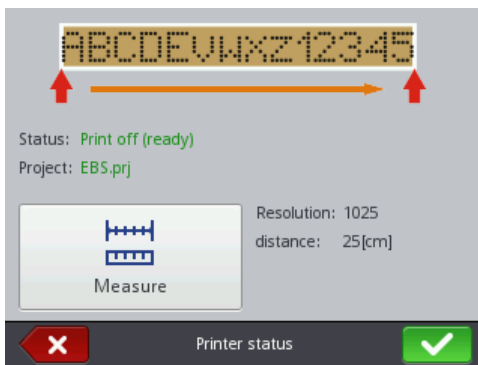 ABCDEVWXZ12345
Status: Print off (ready)
Project: EBS.prj
Resolution: 1025
distance: 25[cm]
Measure
Printer status